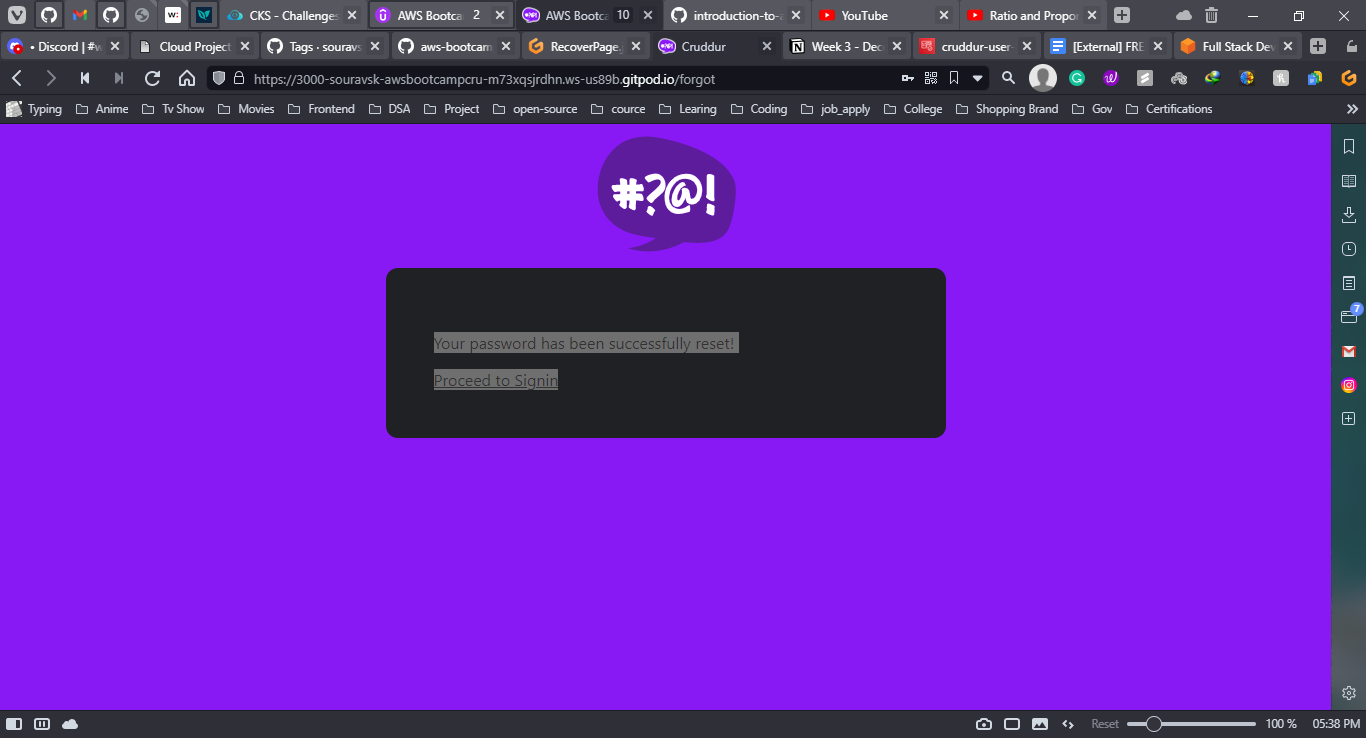 CKS - Challenges
AWS Bootca 2
AWS Bootca 10
introduction-to-
YouTube
Ratio and Propor
• Discord | #w
Cloud Project
Tags · souravs
aws-bootcam
RecoverPage.j
Cruddur
Week 3 - Dec
cruddur-user-
[External] FRE
Full Stack Dev
https://3000-souravsk-awsbootcampcru-m73xqsjrdhn.ws-us89b.gitpod.io/forgot
Typing
Anime
Tv Show
Movies
Frontend
DSA
Project
open-source
cource
Learing
Coding
job_apply
College
Shopping Brand
Gov
Certifications
#?@!
Your password has been successfully reset!
Proceed to Signin
7
Reset
100 %
05:38 PM